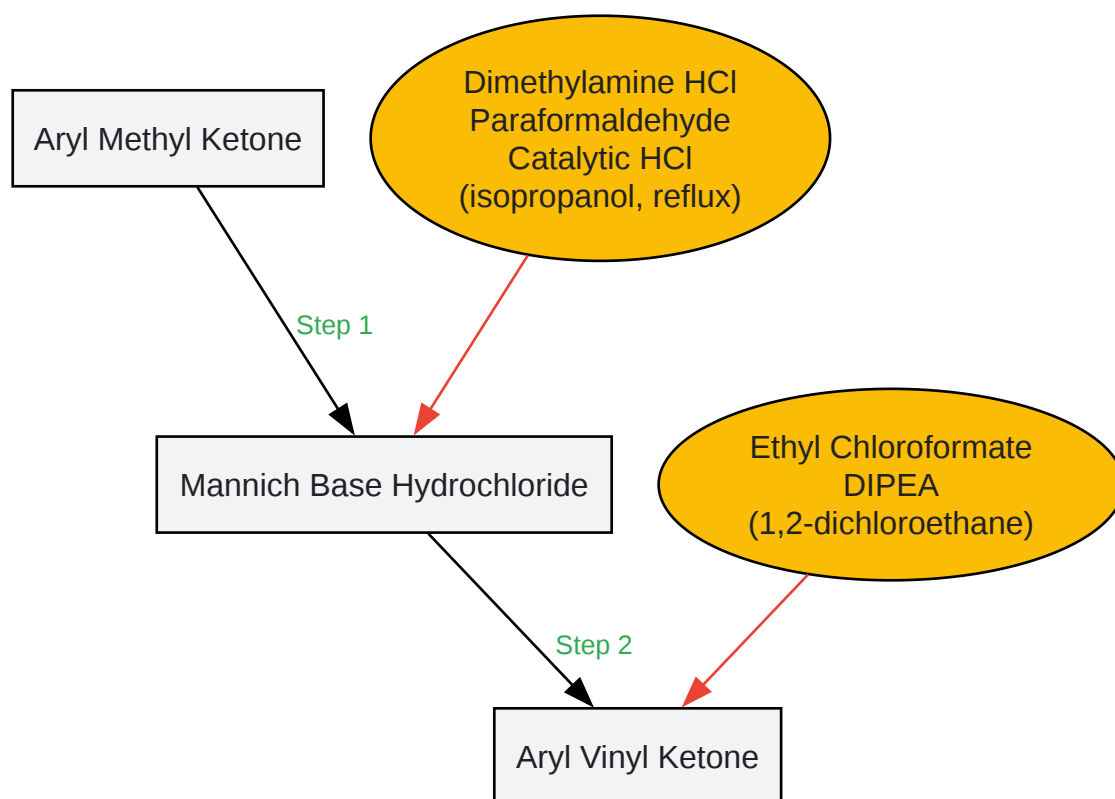 Aryl Methyl Ketone
Dimethylamine HCl
Paraformaldehyde
Catalytic HCl
(isopropanol, reflux)
Step 1
Mannich Base Hydrochloride
Ethyl Chloroformate
DIPEA
(1,2-dichloroethane)
Step 2
Aryl Vinyl Ketone